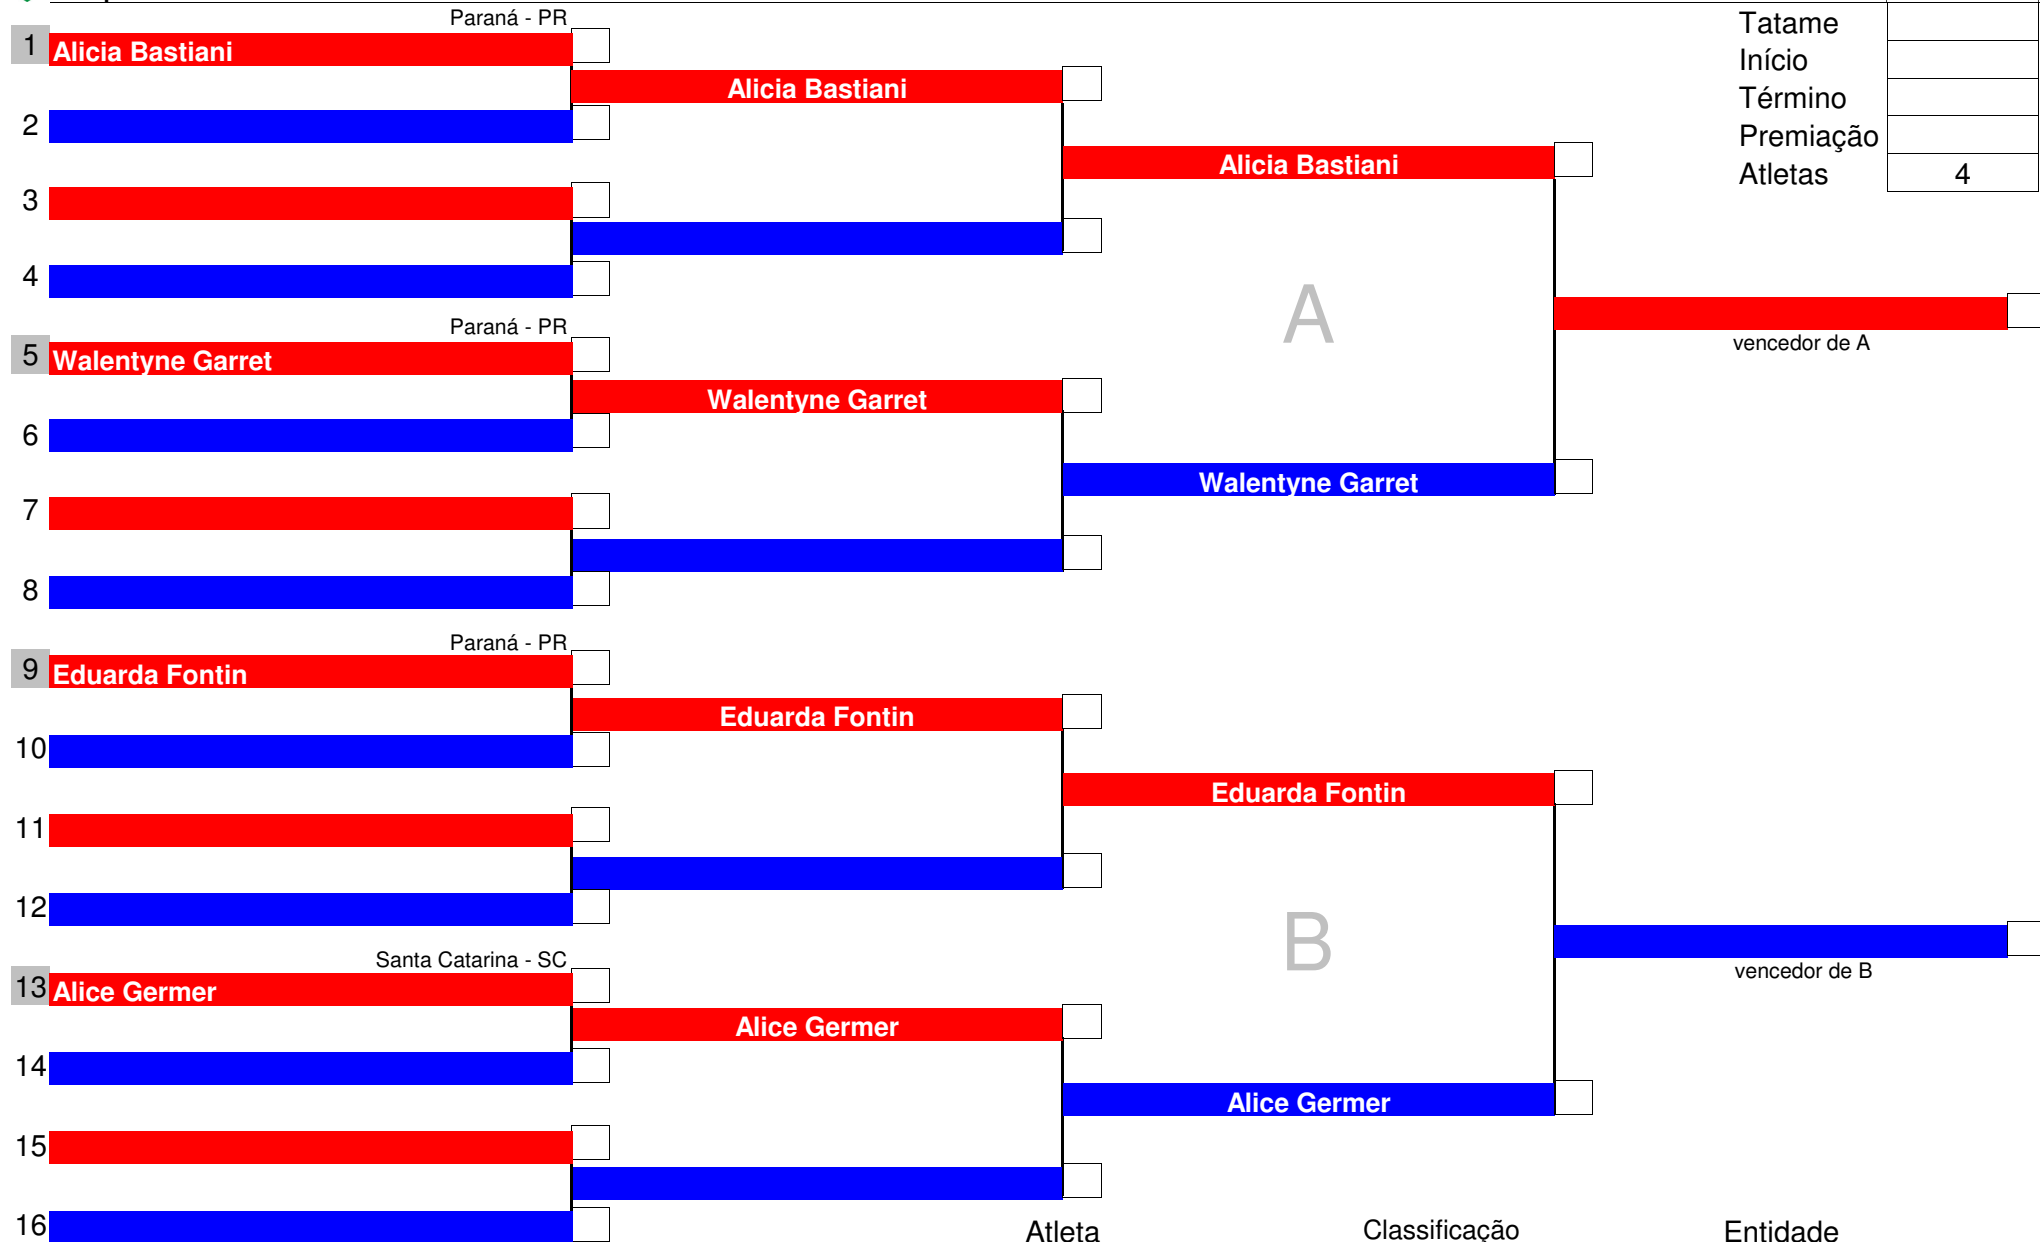 Paraná - PR
1 Alicia Bastiani
Alicia Bastiani
2
Alicia Bastiani
3
4
Tatame
Início
Término
Premiação
Atletas 4
A
vencedor de A
Paraná - PR
5 Walentyne Garret
Walentyne Garret
6
Walentyne Garret
7
8
Paraná - PR
9 Eduarda Fontin
Eduarda Fontin
10
Eduarda Fontin
11
12
B
vencedor de B
Santa Catarina - SC
13 Alice Germer
Alice Germer
14
Alice Germer
15
16
Atleta Classificação Entidade